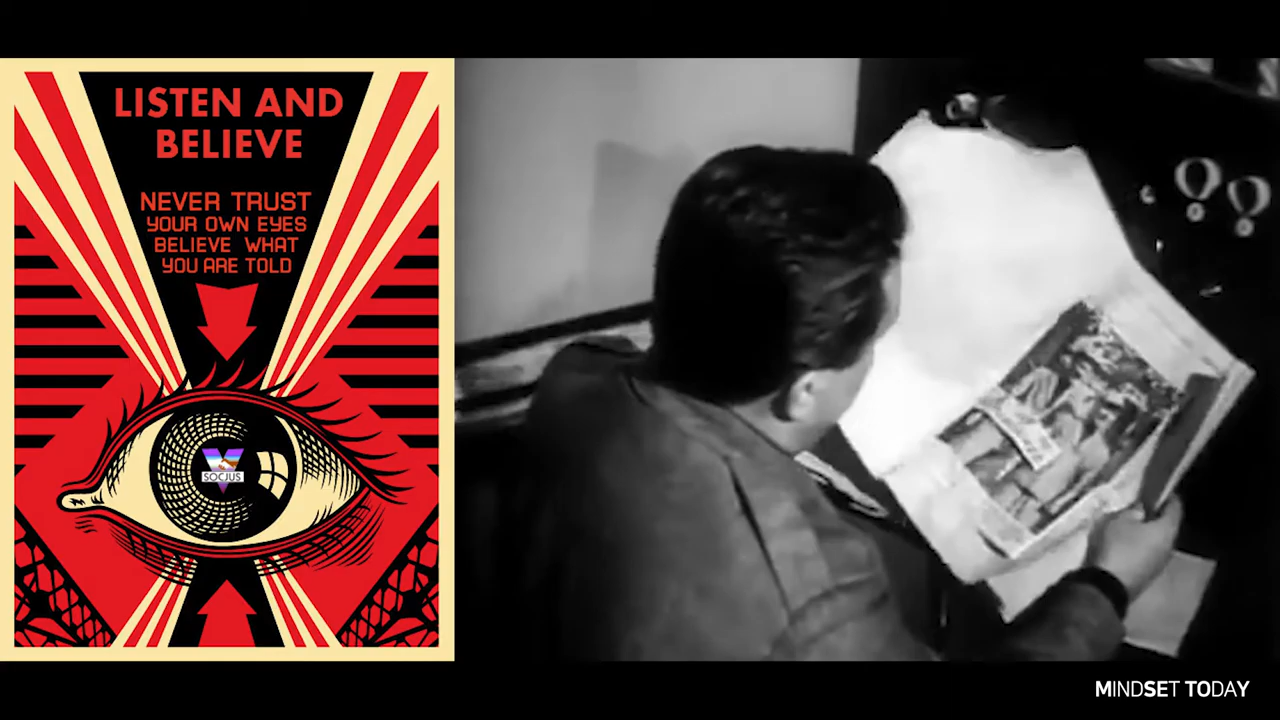 LISTEN AND
BELIEVE
NEVER TRUST
YOUR OWN EYES
BELIEVE WHAT
YOU ARE TOLD
SOCJUS
MINDSET TODAY